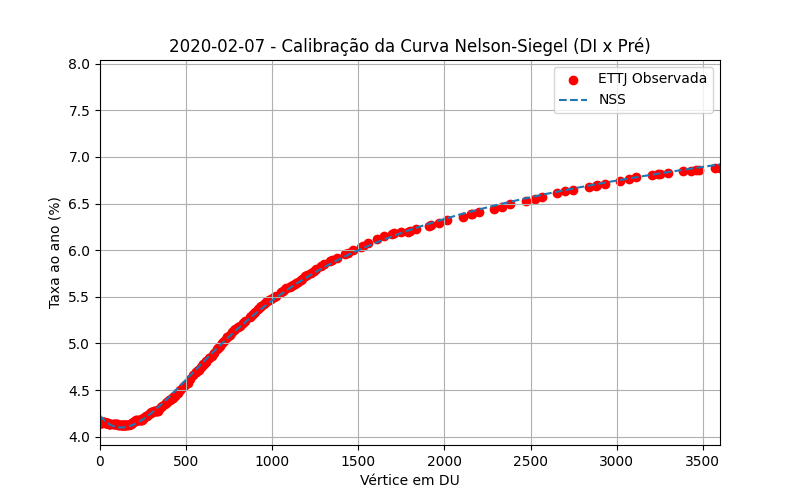 2020-02-07 - Calibração da Curva Nelson-Siegel (DI x Pré)
ETTJ Observada
NSS
Taxa ao ano (%)
8.0
7.5
7.0
6.5
6.0
5.5
5.0
4.5
4.0
0 500 1000 1500 2000 2500 3000 3500
Vértice em DU